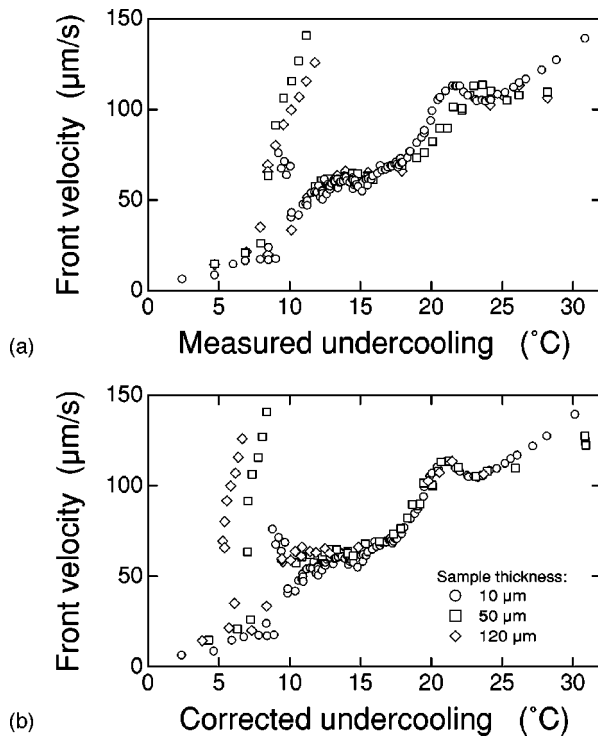 150
100
50
0
Front velocity (µm/s)
0 5 10 15 20 25 30
(a) Measured undercooling (˚C)
150
100
50
0
Front velocity (µm/s)
Sample thickness:
10 µm
50 µm
120 µm
0 5 10 15 20 25 30
(b) Corrected undercooling (˚C)